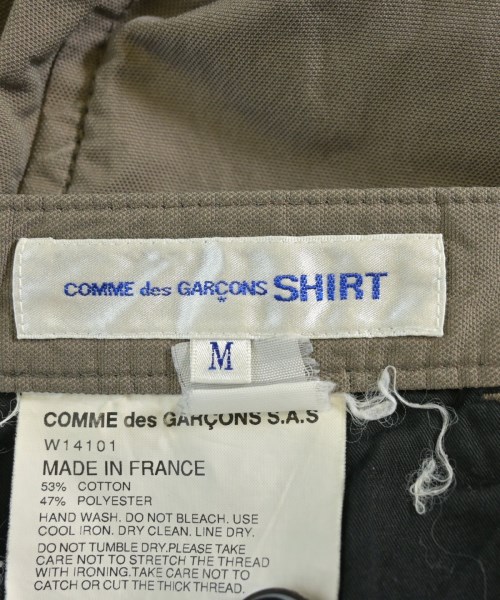 COMME des GARÇONS SHIRT
M
COMME des GARÇONS S.A.S
W14101
MADE IN FRANCE
53% COTTON
47% POLYESTER
HAND WASH. DO NOT BLEACH. USE
COOL IRON. DRY CLEAN. LINE DRY.
DO NOT TUMBLE DRY.PLEASE TAKE
CARE NOT TO STRETCH THE THREAD
WITH IRONING.TAKE CARE NOT TO
CATCH OR CUT THE THICK THREAD.